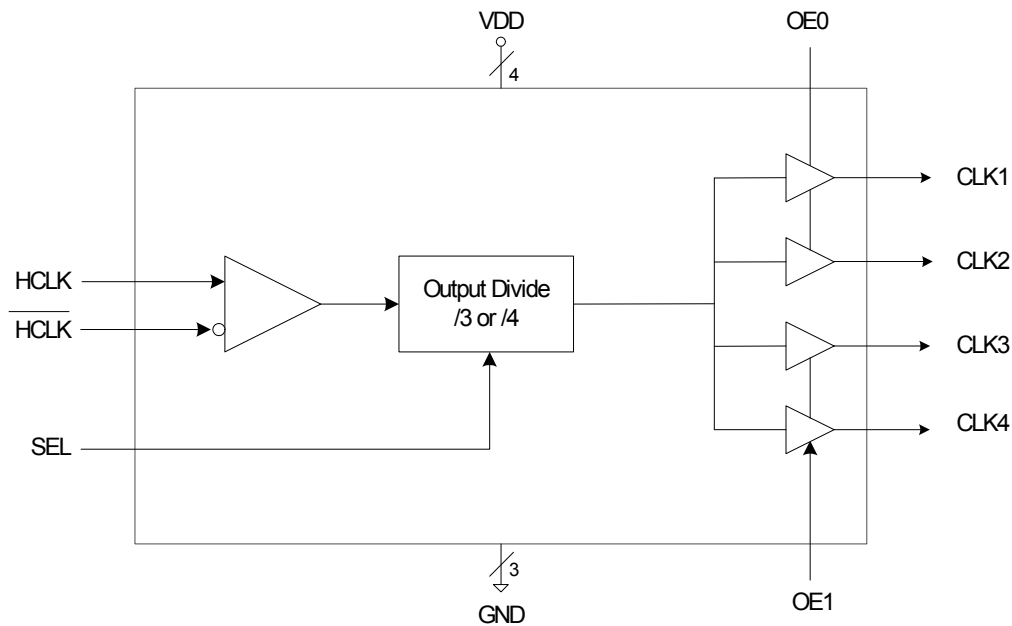 VDD
OE0
4
CLK1
HCLK
Output Divide
/3 or /4
CLK2
HCLK
CLK3
SEL
CLK4
3
GND
OE1